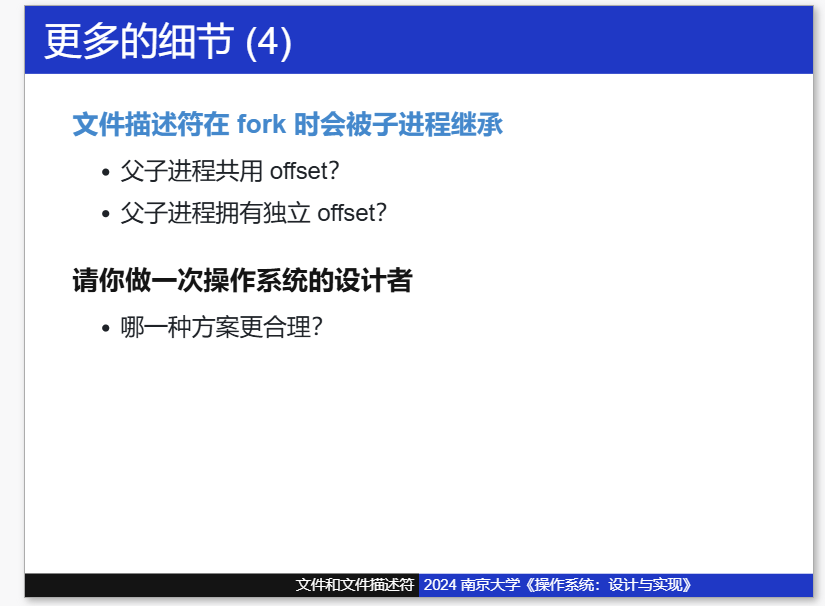 更多的细节 (4)
文件描述符在 fork 时会被子进程继承
• 父子进程共用 offset？
• 父子进程拥有独立 offset？
请你做一次操作系统的设计者
• 哪一种方案更合理？
文件和文件描述符 2024 南京大学《操作系统：设计与实现》